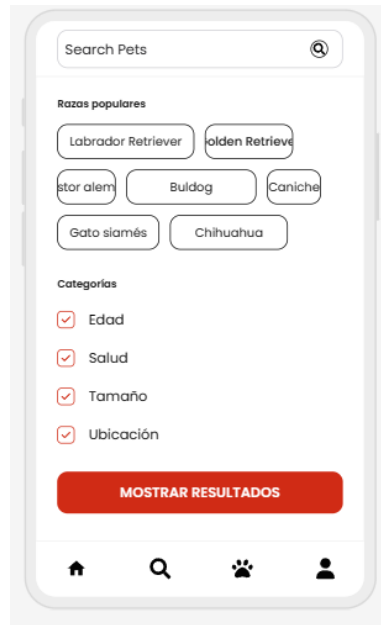 Search Pets
Razas populares
Labrador Retriever
olden Retrieve
stor alem
Buldog
Caniche
Gato siamés
Chihuahua
Categorías
Edad
Salud
Tamaño
Ubicación
MOSTRAR RESULTADOS